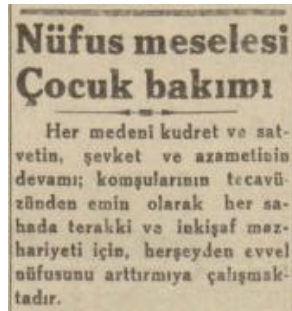 Nüfus meselesi
Çocuk bakımı
Her medenî kudret ve sat-
vetin, şevket ve azametinin
devamı; komşularının tecavü-
zünden emin olarak her sa-
hada terakki ve inkişaf maz-
hariyeti için, herşeyden evvel
nüfusunu arttırmıya çalışmak-
tadır.